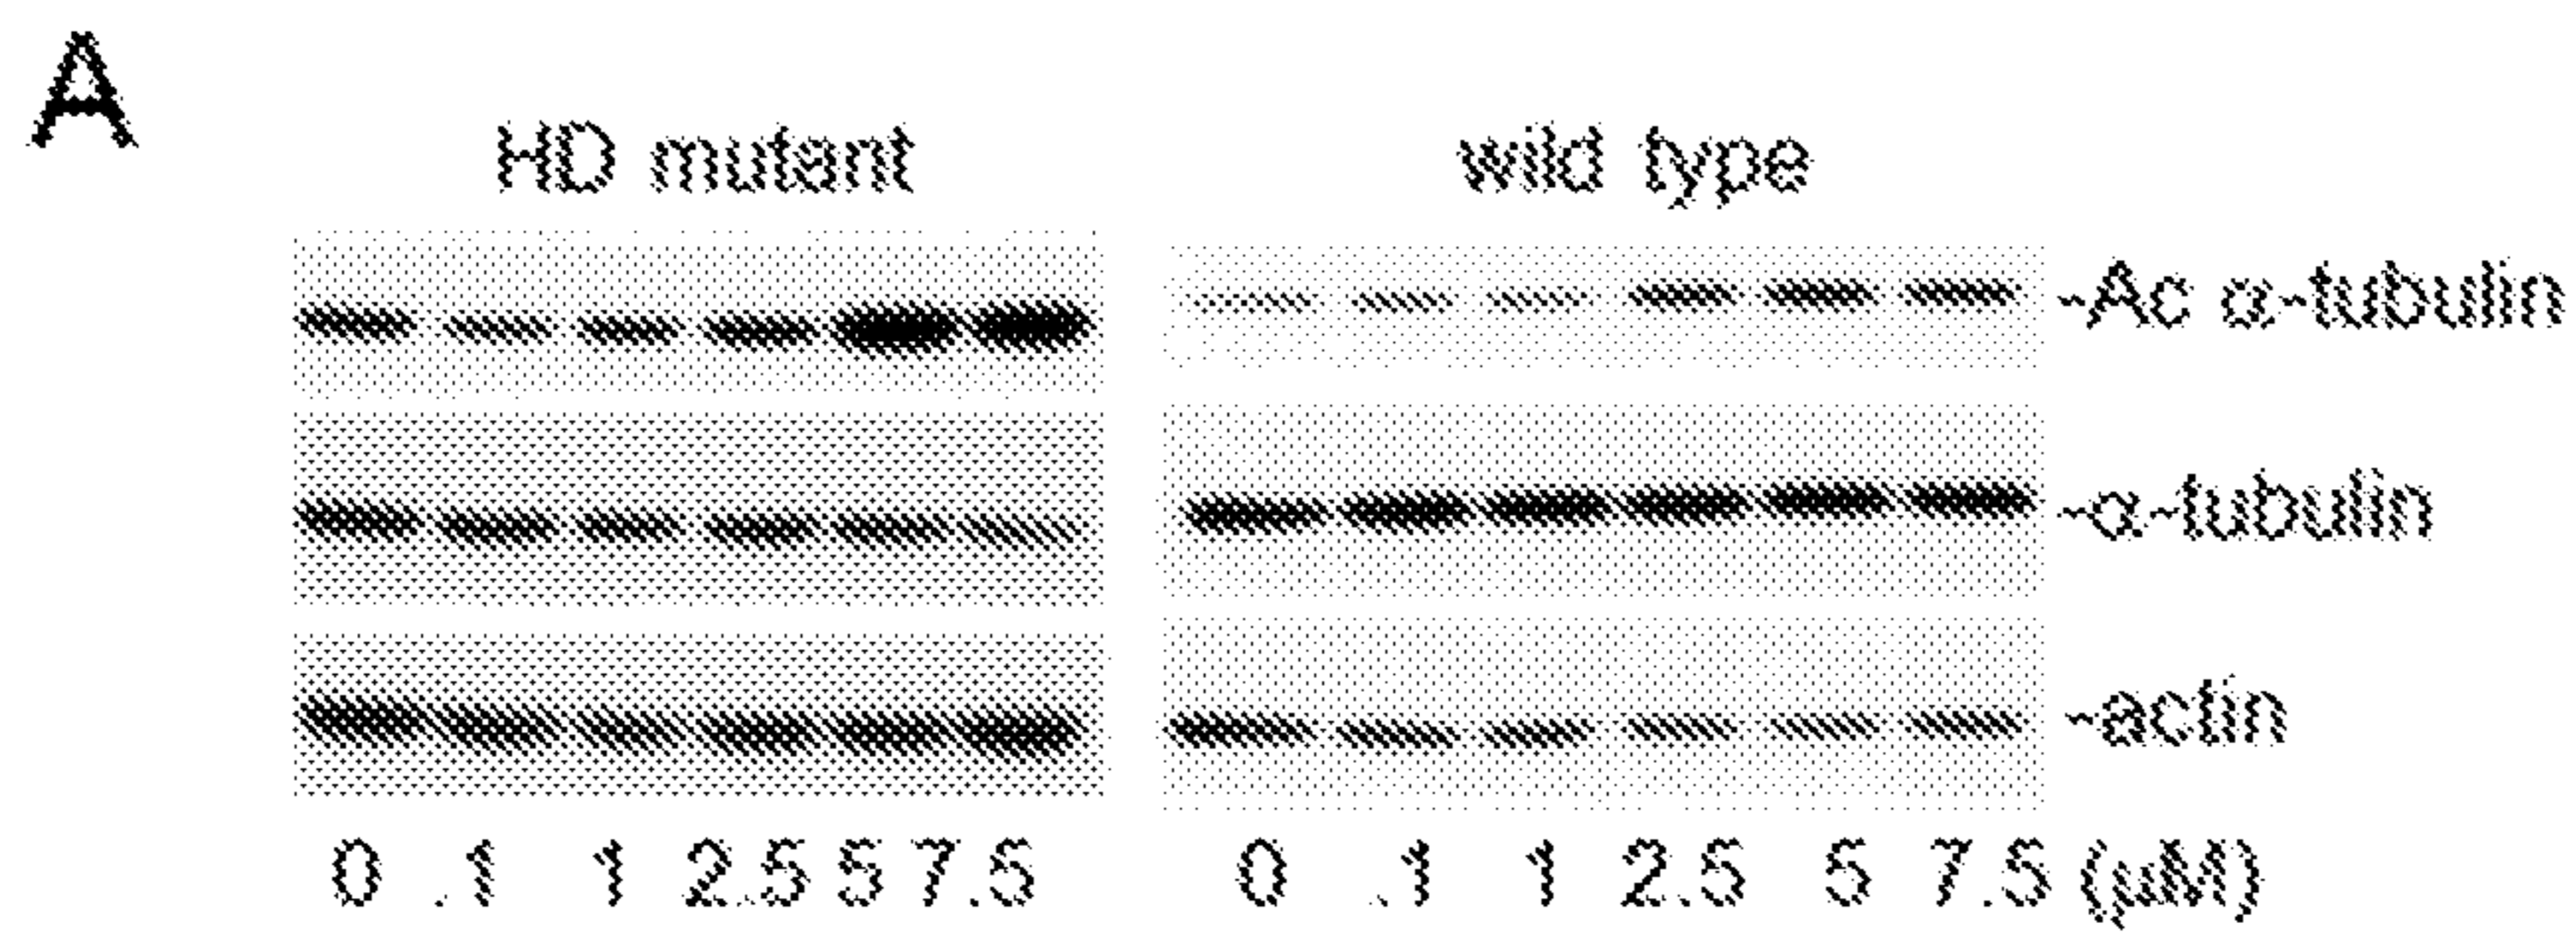 A
HD mutant wild type
-Ac α-tubulin
-α-tubulin
-actin
0 .1 1 2.5 5 7.5 0 .1 1 2.5 5 7.5 (µM)